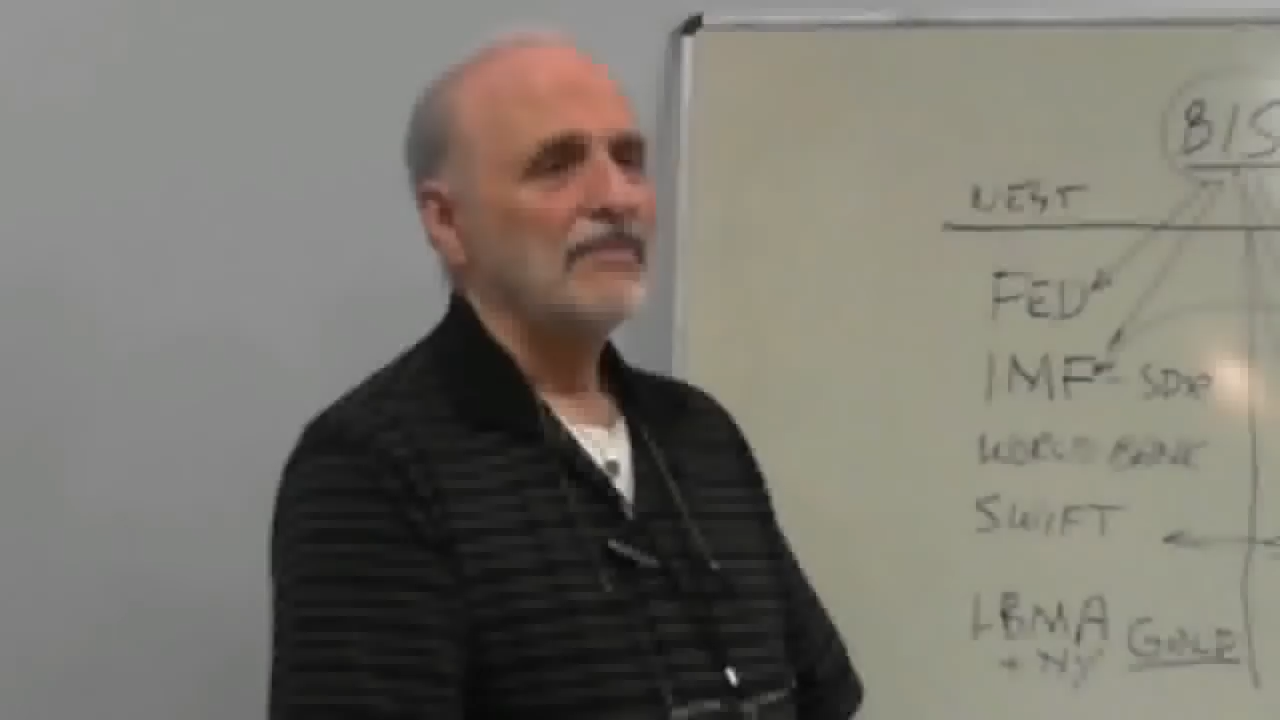 BIS
WEST
FED
IMF - SDR
WORLD BANK
SWIFT
LBMA GOLD
+ NY